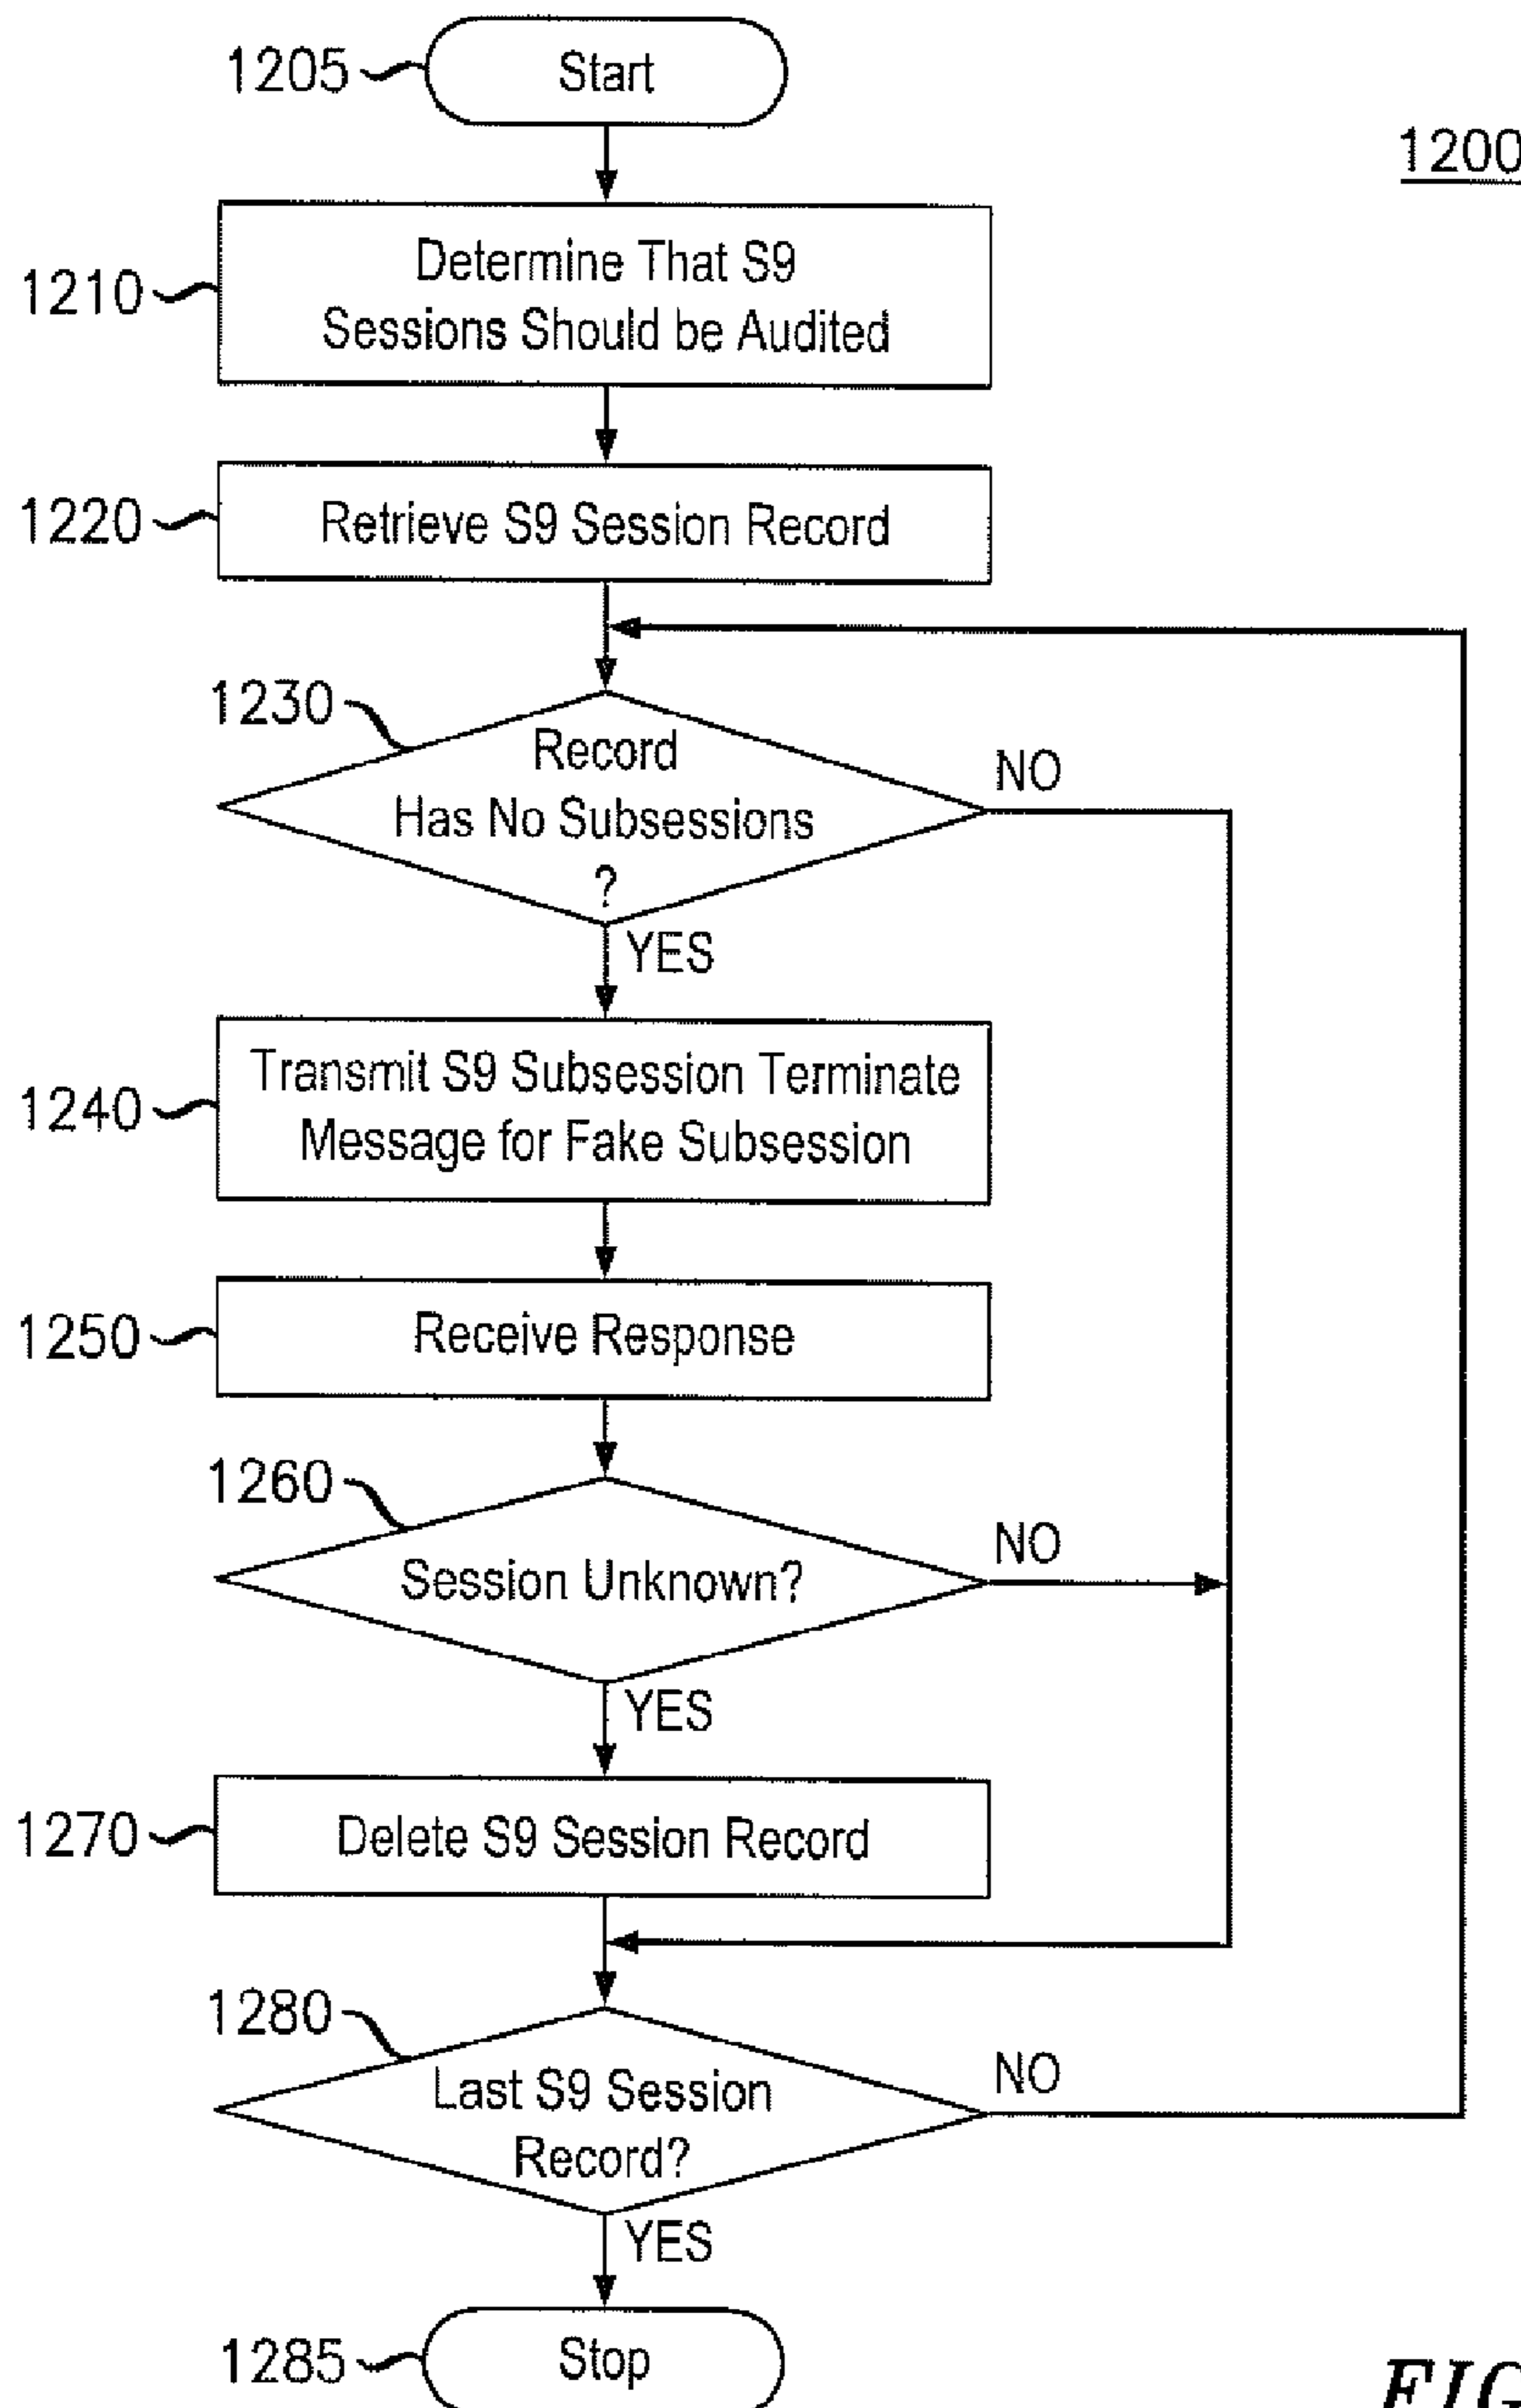 1205
Start
1200
1210
Determine That S9
Sessions Should be Audited
1220
Retrieve S9 Session Record
1230
Record
Has No Subsessions
?
NO
YES
1240
Transmit S9 Subsession Terminate
Message for Fake Subsession
1250
Receive Response
1260
Session Unknown?
NO
YES
1270
Delete S9 Session Record
1280
Last S9 Session
Record?
NO
YES
1285
Stop
FIG